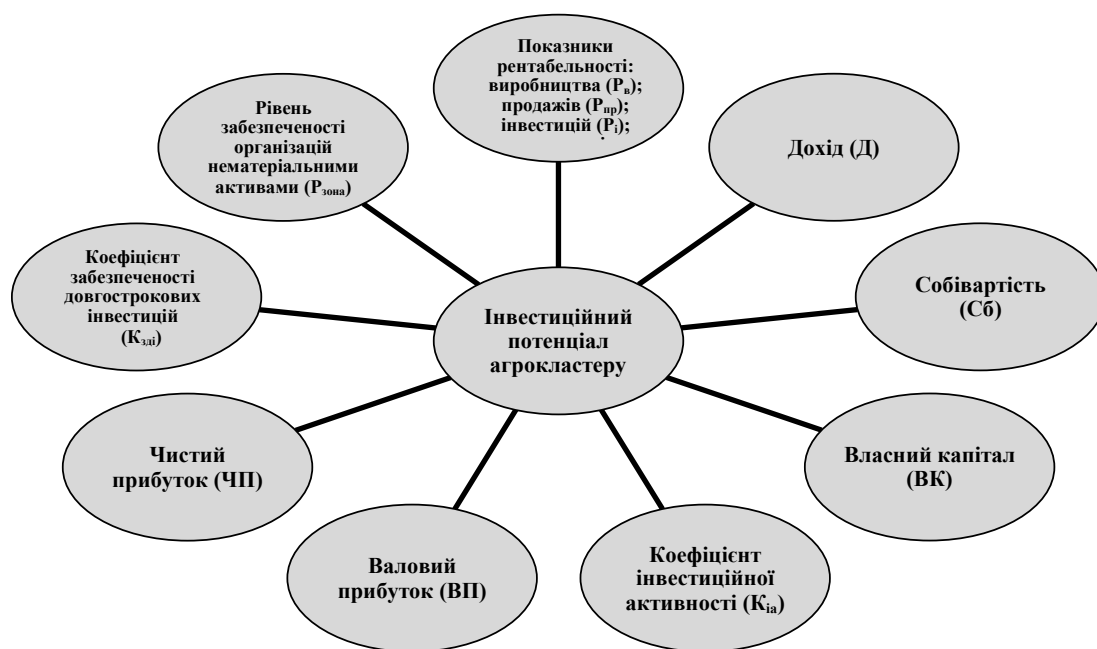 Показники
рентабельності:
виробництва (Рв);
продажів (Рпр);
інвестицій (Рі);
Рівень
забезпеченості
організацій
нематеріальними
активами (Рзона)
Дохід (Д)
Коефіцієнт
забезпеченості
довгострокових
інвестицій
(Кзді)
Собівартість
(Сб)
Інвестиційний
потенціал
агрокластеру
Чистий
прибуток (ЧП)
Власний капітал
(ВК)
Валовий
прибуток (ВП)
Коефіцієнт
інвестиційної
активності (Кіа)